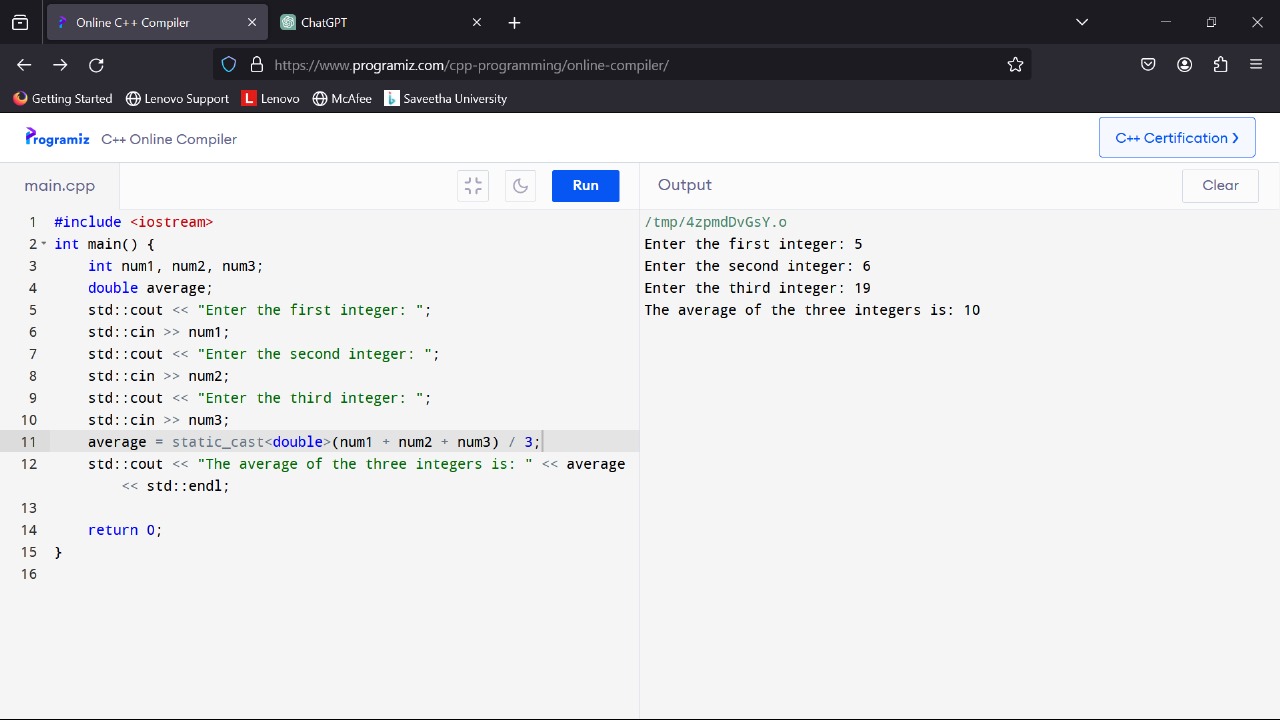 Online C++ Compiler
ChatGPT
https://www.programiz.com/cpp-programming/online-compiler/
Getting Started
Lenovo Support
L Lenovo
McAfee
Saveetha University
Programiz
C++ Online Compiler
C++ Certification ❯
main.cpp
Run
Output
Clear
1 #include <iostream>
2 int main() {
3 int num1, num2, num3;
4 double average;
5 std::cout << "Enter the first integer: ";
6 std::cin >> num1;
7 std::cout << "Enter the second integer: ";
8 std::cin >> num2;
9 std::cout << "Enter the third integer: ";
10 std::cin >> num3;
11 average = static_cast<double>(num1 + num2 + num3) / 3;
12 std::cout << "The average of the three integers is: " << average
<< std::endl;
13
14 return 0;
15 }
16
/tmp/4zpmdDvGsY.o
Enter the first integer: 5
Enter the second integer: 6
Enter the third integer: 19
The average of the three integers is: 10